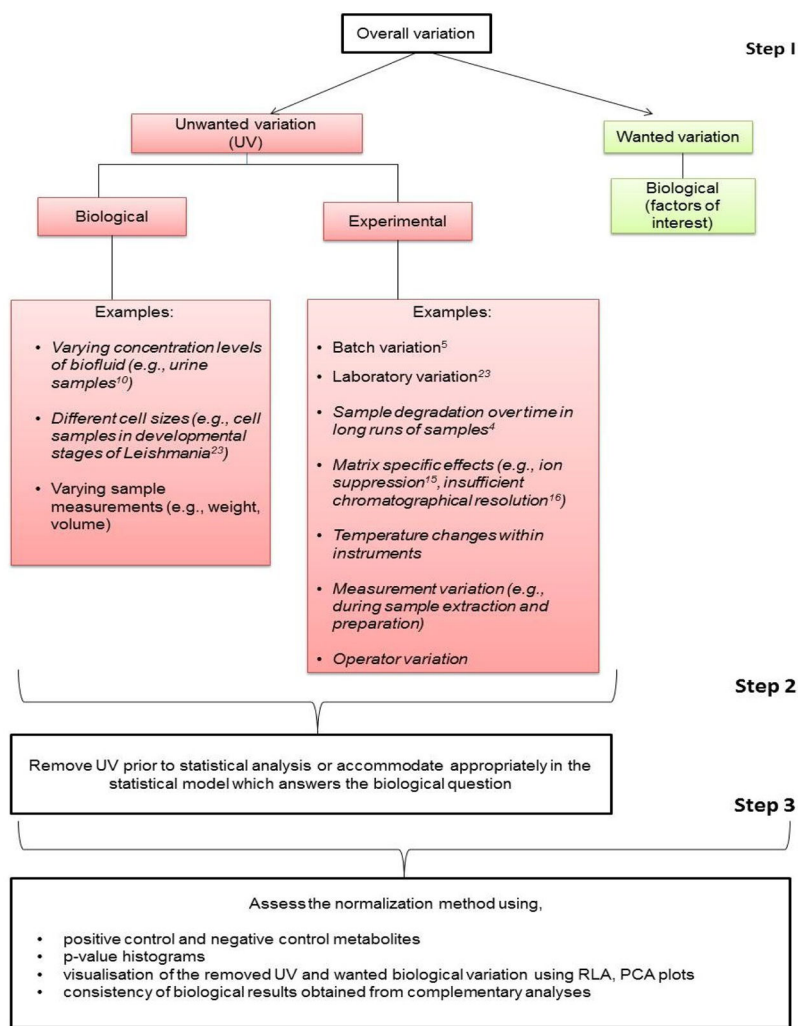 Overall variation
Step I
Unwanted variation
(UV)
Wanted variation
Biological
Experimental
Biological
(factors of
interest)
Examples:
• Varying concentration levels
of biofluid (e.g., urine
samples10)
• Different cell sizes (e.g., cell
samples in developmental
stages of Leishmania23)
• Varying sample
measurements (e.g., weight,
volume)
Examples:
• Batch variation5
• Laboratory variation23
• Sample degradation over time in
long runs of samples4
• Matrix specific effects (e.g., ion
suppression15, insufficient
chromatographical resolution16)
• Temperature changes within
instruments
• Measurement variation (e.g.,
during sample extraction and
preparation)
• Operator variation
Step 2
Remove UV prior to statistical analysis or accommodate appropriately in the
statistical model which answers the biological question
Step 3
Assess the normalization method using,
• positive control and negative control metabolites
• p-value histograms
• visualisation of the removed UV and wanted biological variation using RLA, PCA plots
• consistency of biological results obtained from complementary analyses